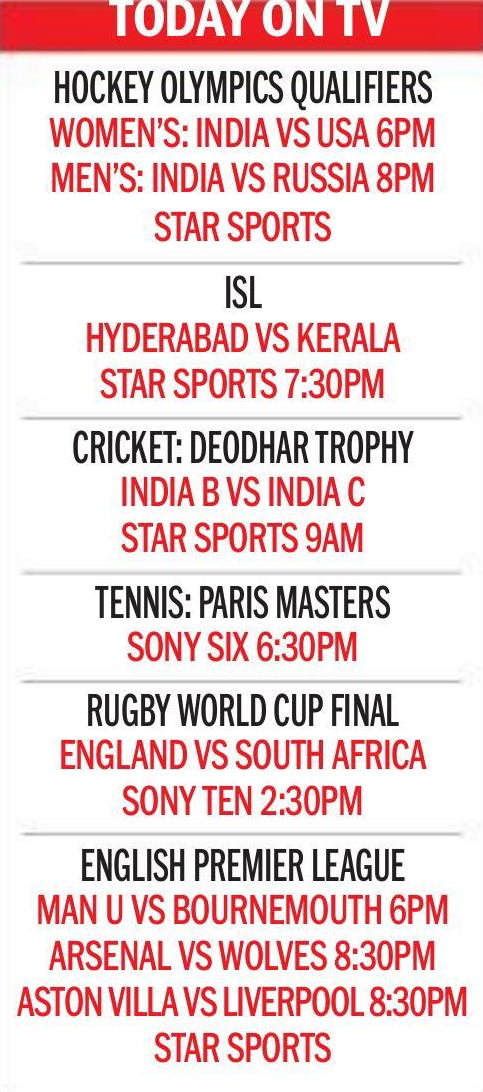 TODAY ON TV
HOCKEY OLYMPICS QUALIFIERS
WOMEN'S: INDIA VS USA 6PM
MEN'S: INDIA VS RUSSIA 8PM
STAR SPORTS
ISL
HYDERABAD VS KERALA
STAR SPORTS 7:30PM
CRICKET: DEODHAR TROPHY
INDIA B VS INDIA C
STAR SPORTS 9AM
TENNIS: PARIS MASTERS
SONY SIX 6:30PM
RUGBY WORLD CUP FINAL
ENGLAND VS SOUTH AFRICA
SONY TEN 2:30PM
ENGLISH PREMIER LEAGUE
MAN U VS BOURNEMOUTH 6PM
ARSENAL VS WOLVES 8:30PM
ASTON VILLA VS LIVERPOOL 8:30PM
STAR SPORTS